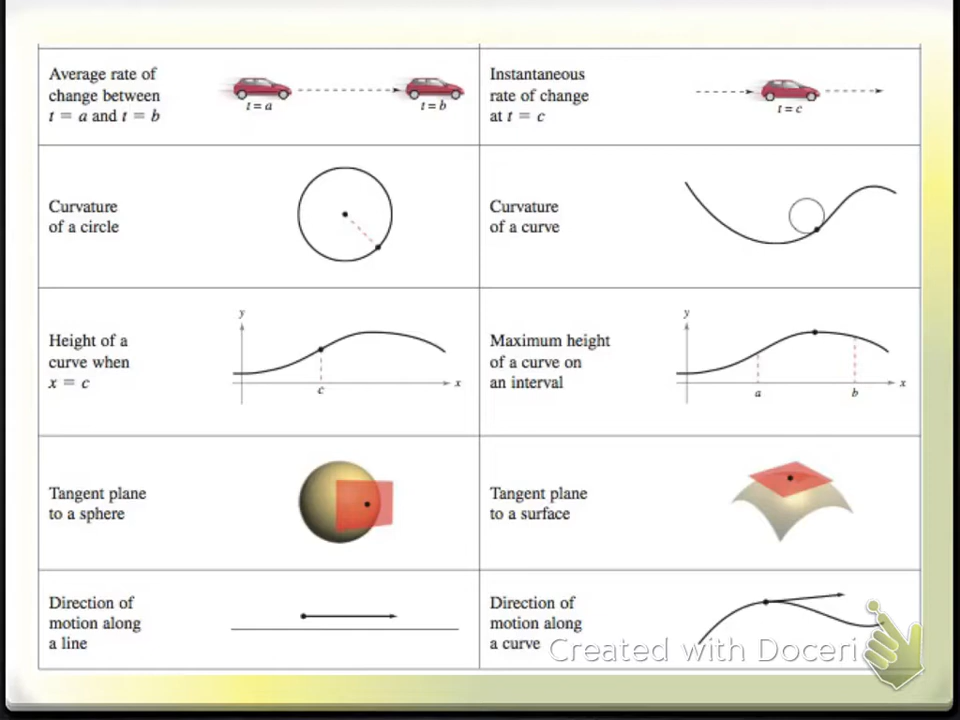 Average rate of
change between
t = a and t = b
t = a
t = b
Instantaneous
rate of change
at t = c
t = c
Curvature
of a circle
Curvature
of a curve
Height of a
curve when
x = c
y
c
x
Maximum height
of a curve on
an interval
y
a
b
x
Tangent plane
to a sphere
Tangent plane
to a surface
Direction of
motion along
a line
Direction of
motion along
a curve
Created with Doceri